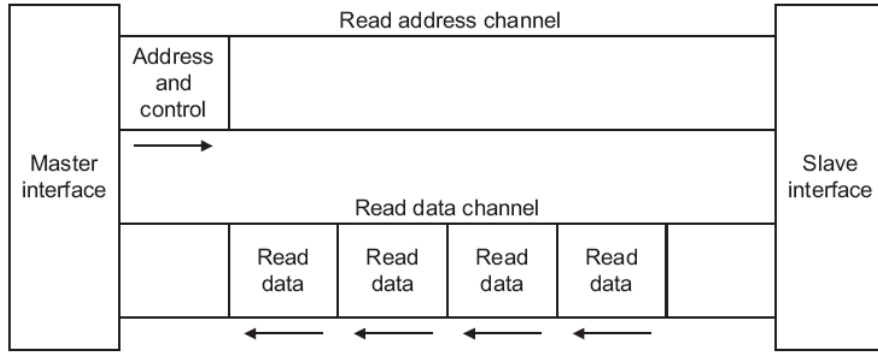 Read address channel
Address
and
control
Master
interface
Slave
interface
Read data channel
Read
data
Read
data
Read
data
Read
data